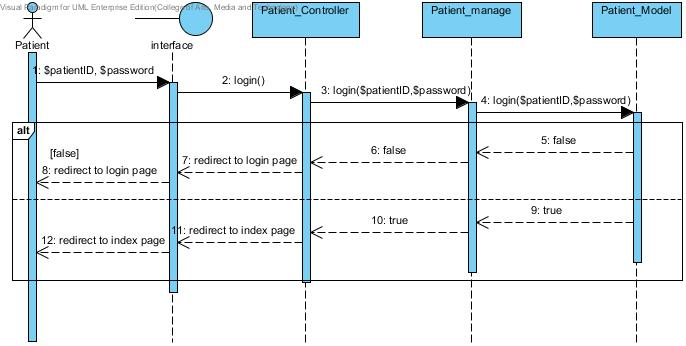 Visual Paradigm for UML Enterprise Edition(College of Arts, Media and Te
Patient
interface
Patient_Controller
Patient_manage
Patient_Model
1: $patientID, $password
2: login()
3: login($patientID,$password)
4: login($patientID,$password)
alt
[false]
5: false
6: false
7: redirect to login page
8: redirect to login page
9: true
10: true
11: redirect to index page
12: redirect to index page